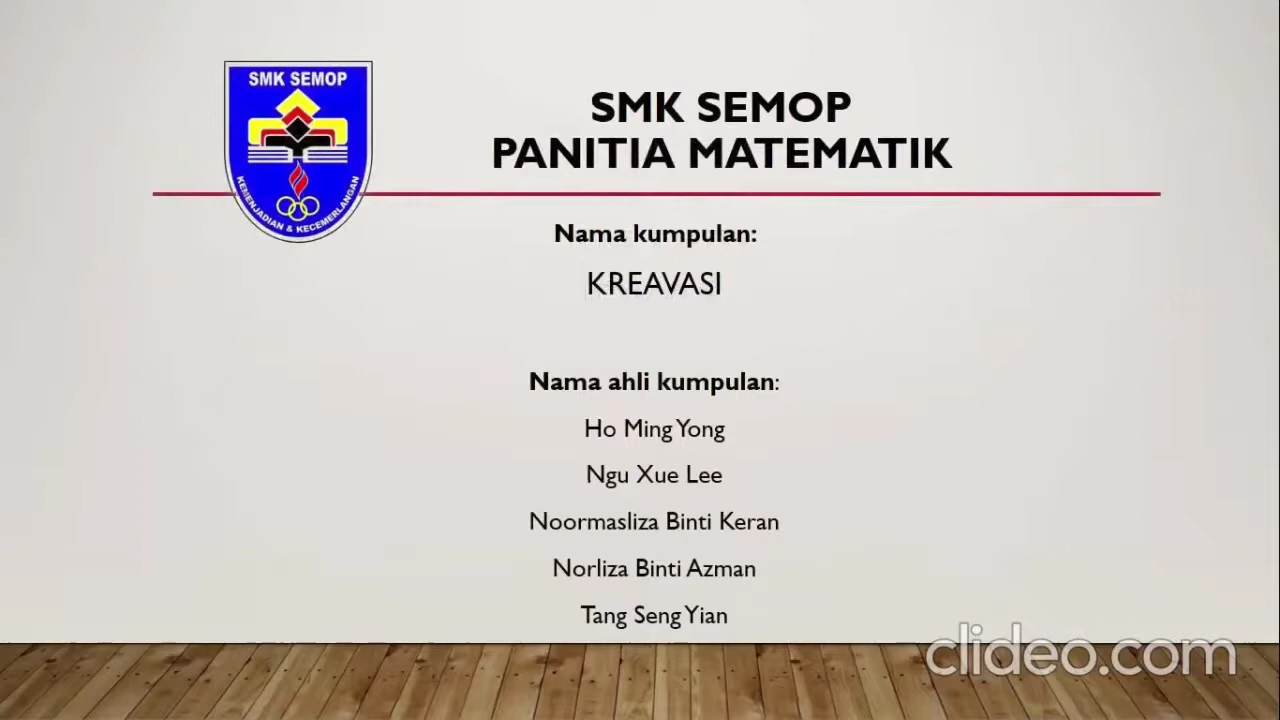 SMK SEMOP
KEMENJADIAN & KECEMERLANGAN
SMK SEMOP
PANITIA MATEMATIK
Nama kumpulan:
KREAVASI
Nama ahli kumpulan:
Ho Ming Yong
Ngu Xue Lee
Noormasliza Binti Keran
Norliza Binti Azman
Tang Seng Yian
clideo.com